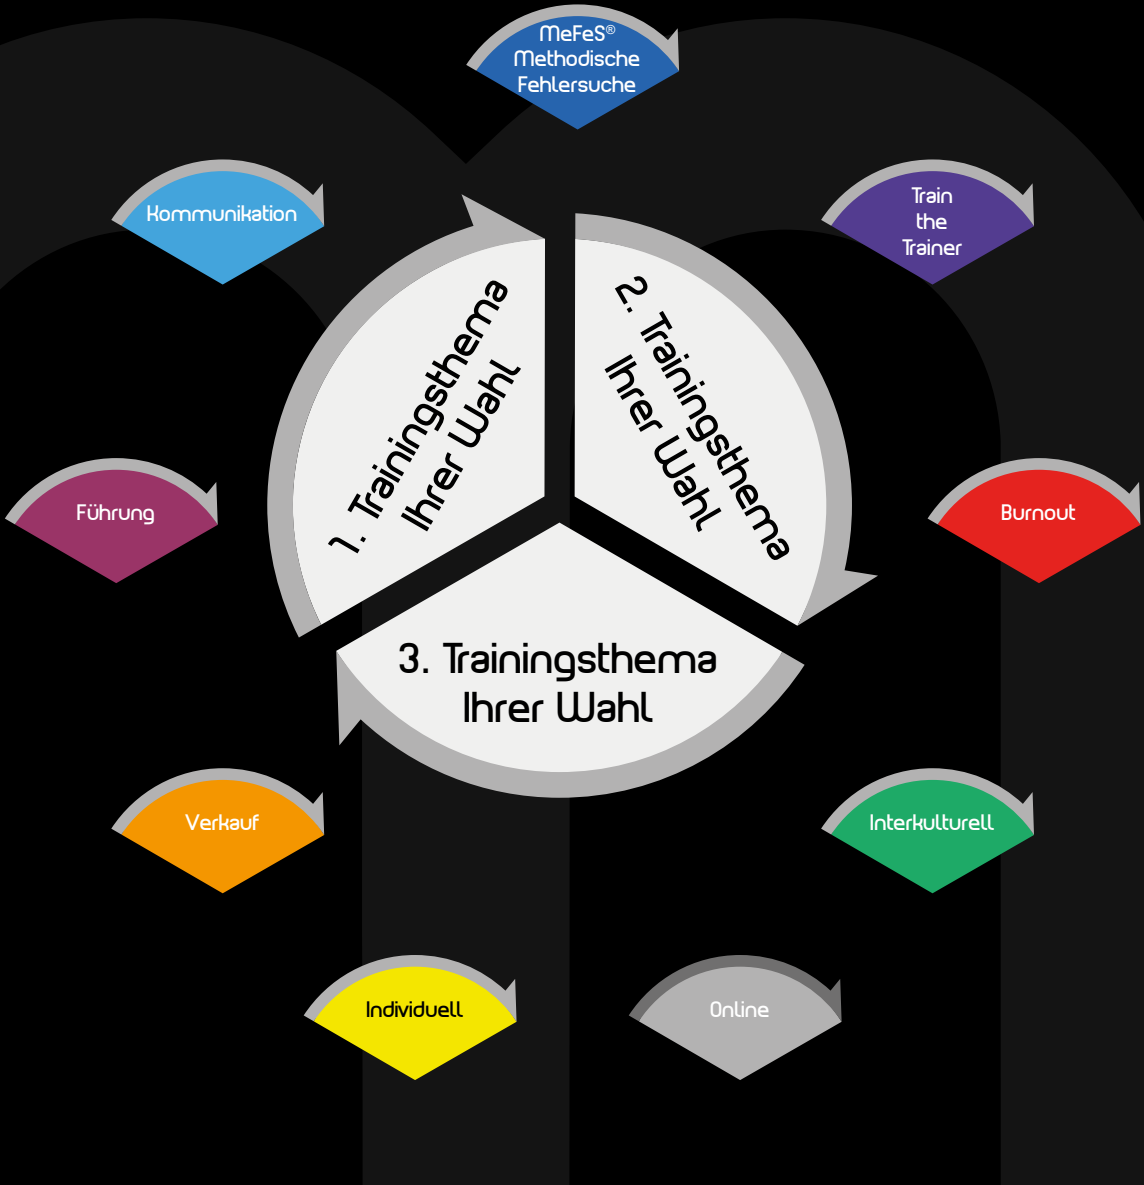 MeFeS®
Methodische
Fehlersuche
Kommunikation
Train
the
Trainer
1. Trainingsthema
Ihrer Wahl
2. Trainingsthema
Ihrer Wahl
Führung
Burnout
3. Trainingsthema
Ihrer Wahl
Verkauf
Interkulturell
Individuell
Online